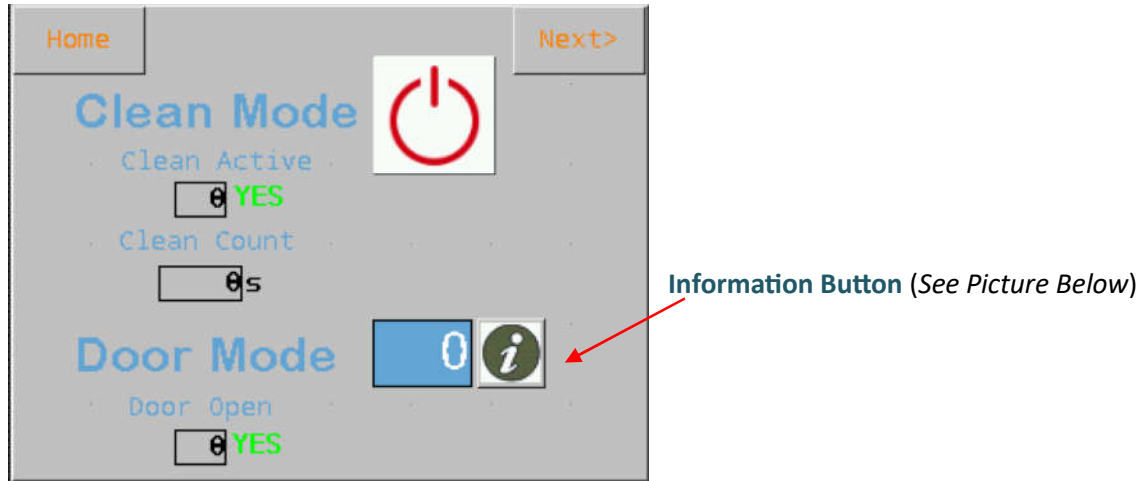 Home
Next>
Clean Mode
Clean Active
0 YES
Clean Count
0s
Information Button (See Picture Below)
Door Mode
0 i
Door Open
0 YES